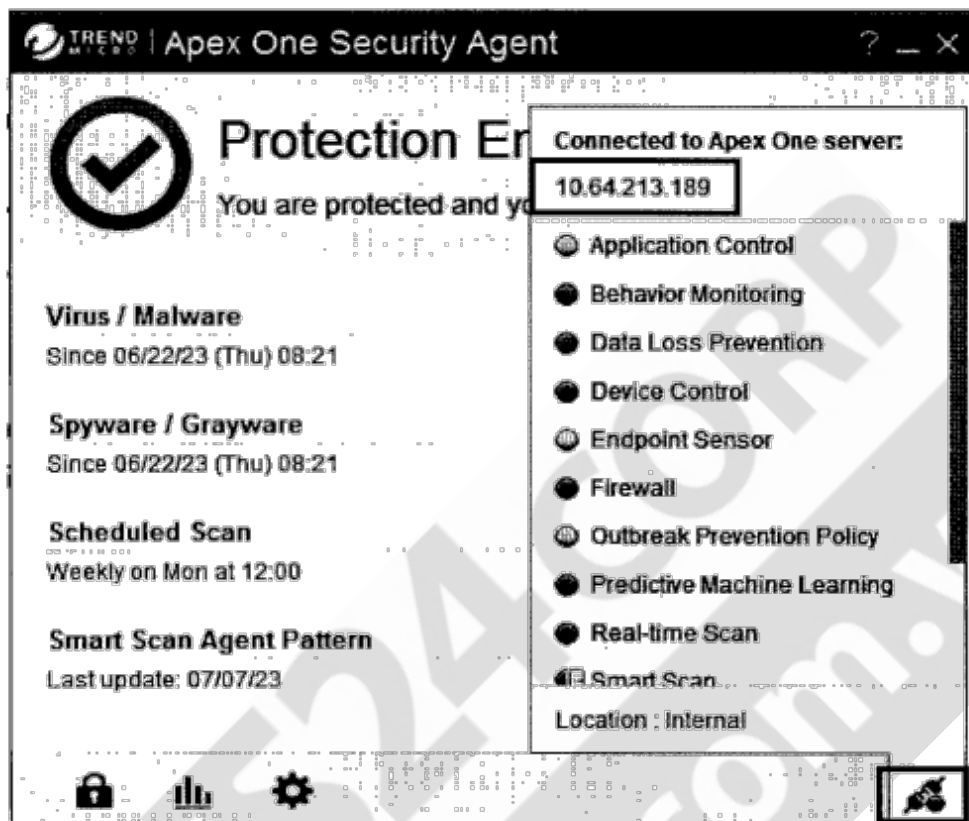 TREND MICRO | Apex One Security Agent
Protection En
You are protected and yo
Virus / Malware
Since 06/22/23 (Thu) 08:21
Spyware / Grayware
Since 06/22/23 (Thu) 08:21
Scheduled Scan
Weekly on Mon at 12:00
Smart Scan Agent Pattern
Last update: 07/07/23
Connected to Apex One server:
10.64.213.189
Application Control
Behavior Monitoring
Data Loss Prevention
Device Control
Endpoint Sensor
Firewall
Outbreak Prevention Policy
Predictive Machine Learning
Real-time Scan
Smart Scan
Location : Internal